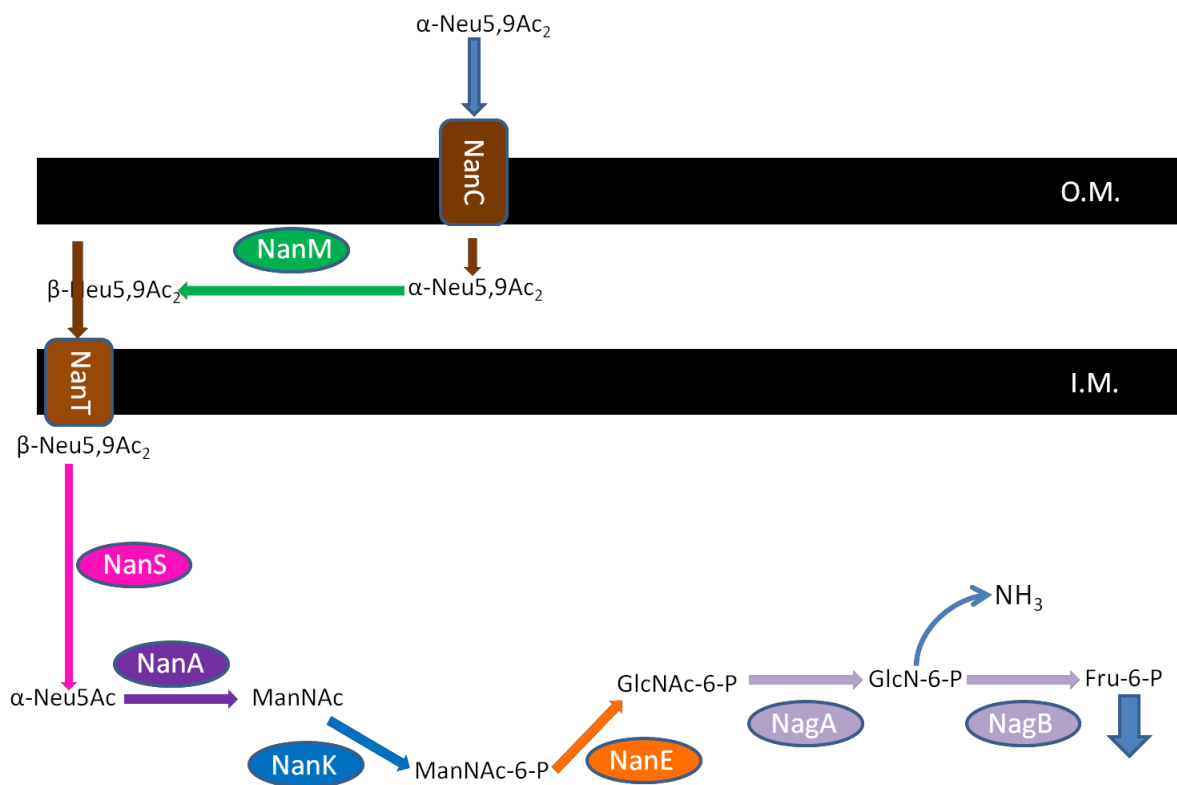 α-Neu5,9Ac₂
NanC
O.M.
NanM
β-Neu5,9Ac₂
α-Neu5,9Ac₂
NanT
I.M.
β-Neu5,9Ac₂
NanS
NH₃
NanA
α-Neu5Ac
ManNAc
GlcNAc-6-P
GlcN-6-P
Fru-6-P
NagA
NagB
NanK
ManNAc-6-P
NanE